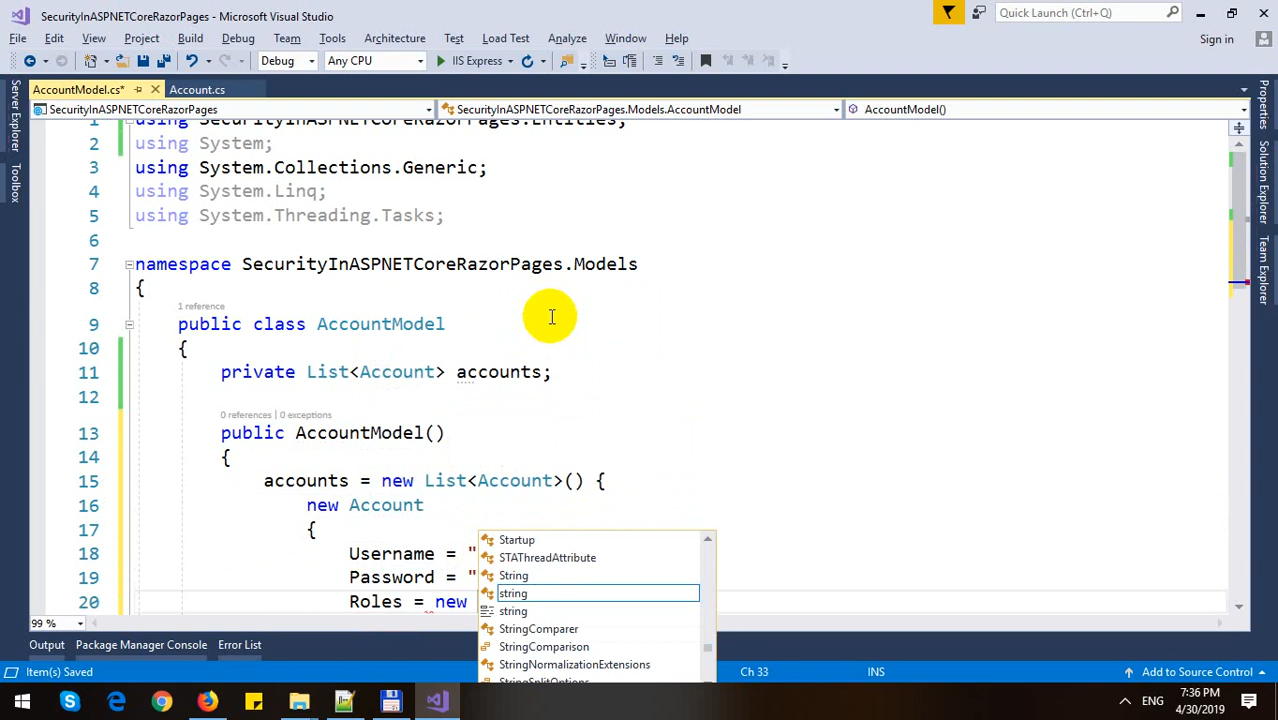 SecurityInASPNETCoreRazorPages - Microsoft Visual Studio
Quick Launch (Ctrl+Q)
File Edit View Project Build Debug Team Tools Architecture Test Load Test Analyze Window Help
Sign in
Debug Any CPU IIS Express
AccountModel.cs* Account.cs
SecurityInASPNETCoreRazorPages SecurityInASPNETCoreRazorPages.Models.AccountModel AccountModel()
Server Explorer
Toolbox
Properties
Solution Explorer
Team Explorer
1 using SecurityInASPNETCoreRazorPages.Entities;
2 using System;
3 using System.Collections.Generic;
4 using System.Linq;
5 using System.Threading.Tasks;
6
7 namespace SecurityInASPNETCoreRazorPages.Models
8 {
1 reference
9 public class AccountModel
10 {
11 private List<Account> accounts;
12
0 references | 0 exceptions
13 public AccountModel()
14 {
15 accounts = new List<Account>() {
16 new Account
17 {
18 Username = "
19 Password = "
20 Roles = new
Startup
STAThreadAttribute
String
string
string
StringComparer
StringComparison
StringNormalizationExtensions
StringSplitOptions
99 %
Output Package Manager Console Error List
Item(s) Saved Ch 33 INS Add to Source Control
ENG
7:36 PM
4/30/2019